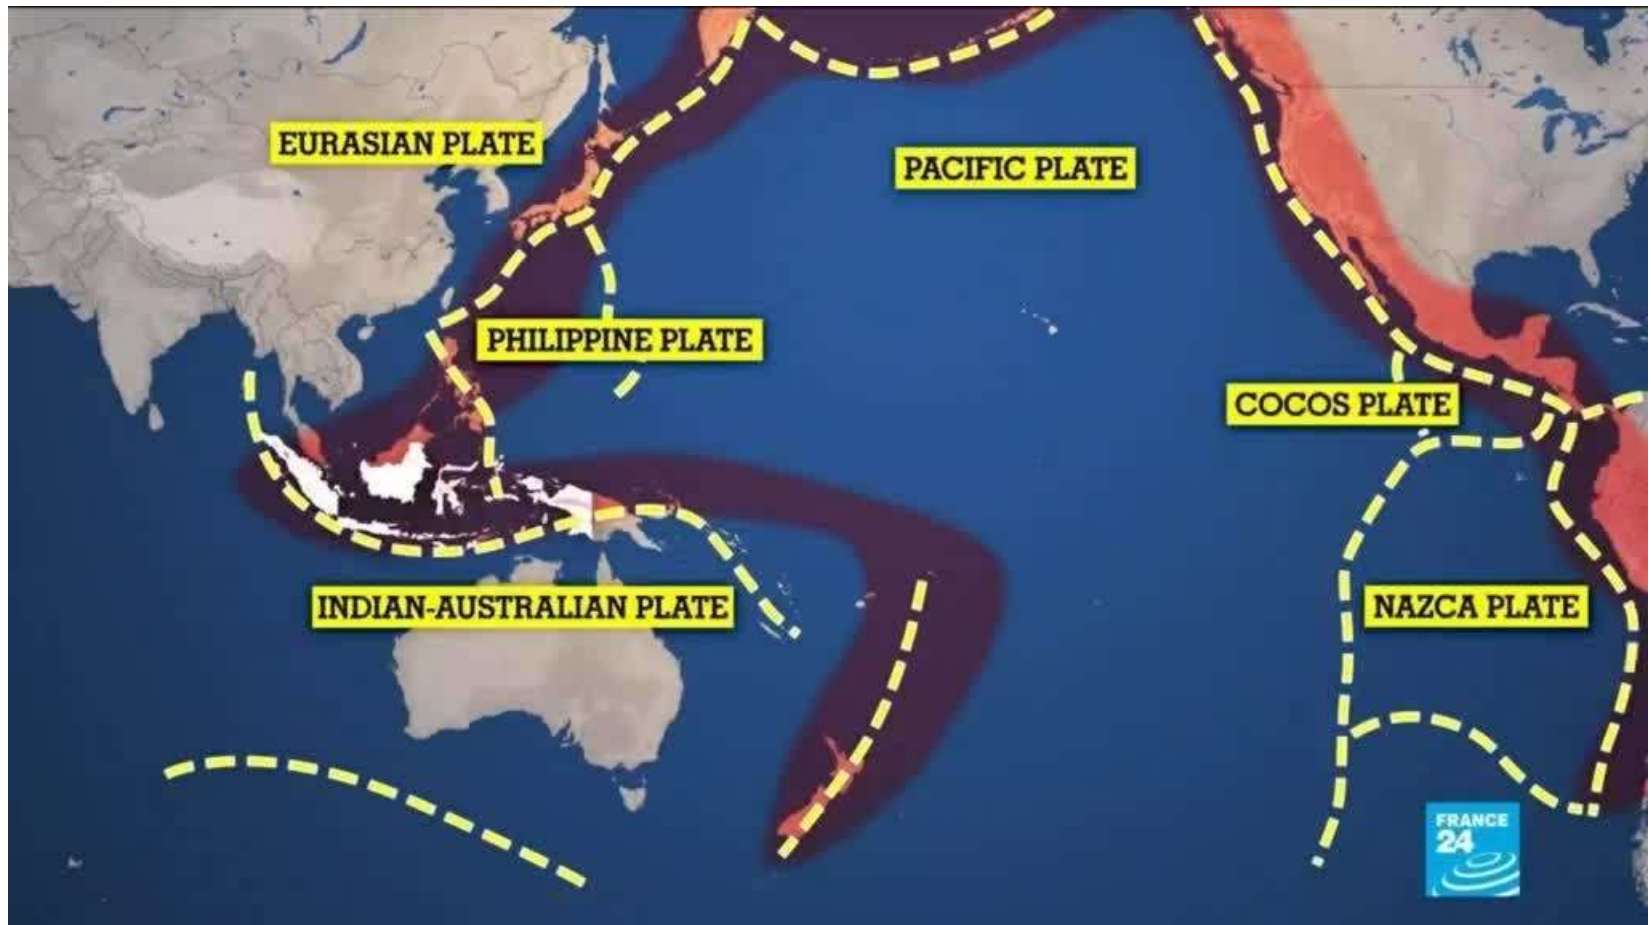 EURASIAN PLATE
PACIFIC PLATE
PHILIPPINE PLATE
COCOS PLATE
INDIAN-AUSTRALIAN PLATE
NAZCA PLATE
FRANCE
24